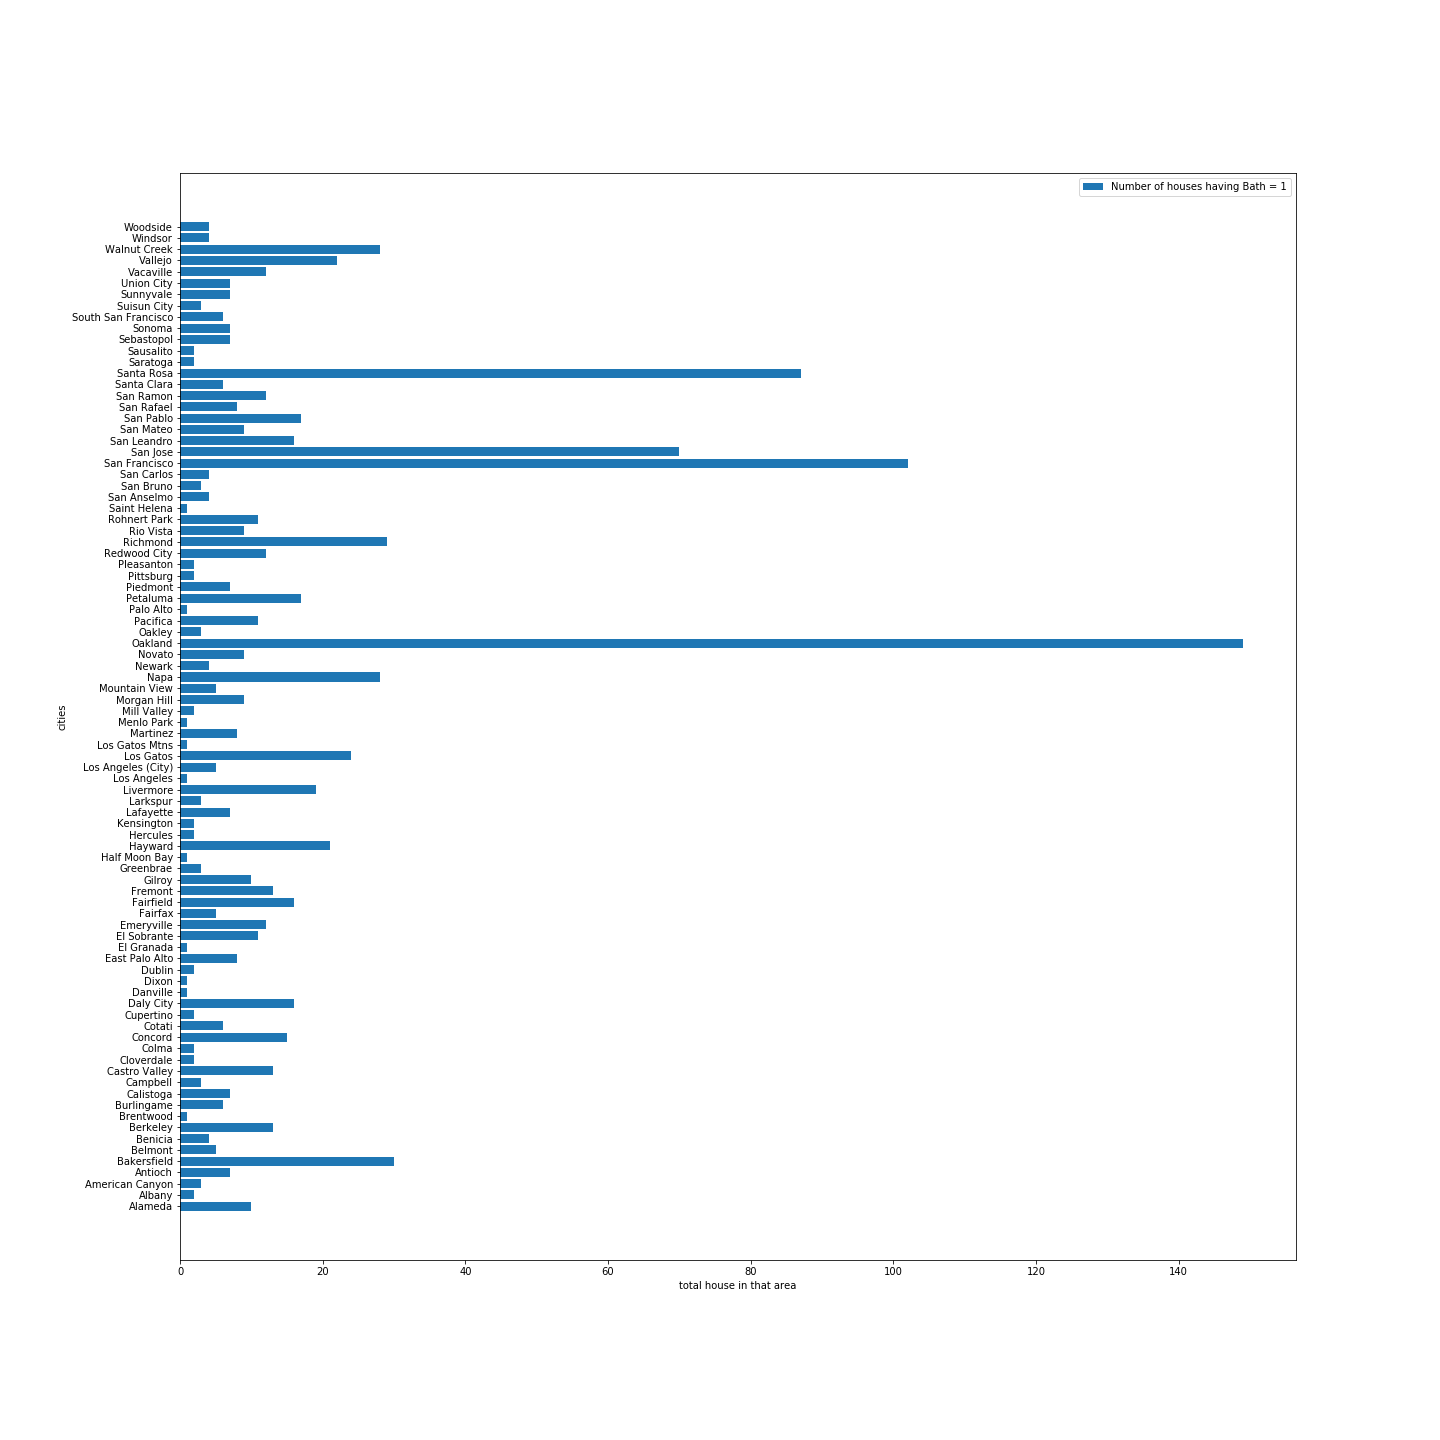 Number of houses having Bath = 1
Woodside
Windsor
Walnut Creek
Vallejo
Vacaville
Union City
Sunnyvale
Suisun City
South San Francisco
Sonoma
Sebastopol
Sausalito
Saratoga
Santa Rosa
Santa Clara
San Ramon
San Rafael
San Pablo
San Mateo
San Leandro
San Jose
San Francisco
San Carlos
San Bruno
San Anselmo
Saint Helena
Rohnert Park
Rio Vista
Richmond
Redwood City
Pleasanton
Pittsburg
Piedmont
Petaluma
Palo Alto
Pacifica
Oakley
Oakland
Novato
Newark
Napa
Mountain View
Morgan Hill
Mill Valley
Menlo Park
Martinez
Los Gatos Mtns
Los Gatos
Los Angeles (City)
Los Angeles
Livermore
Larkspur
Lafayette
Kensington
Hercules
Hayward
Half Moon Bay
Greenbrae
Gilroy
Fremont
Fairfield
Fairfax
Emeryville
El Sobrante
El Granada
East Palo Alto
Dublin
Dixon
Danville
Daly City
Cupertino
Cotati
Concord
Colma
Cloverdale
Castro Valley
Campbell
Calistoga
Burlingame
Brentwood
Berkeley
Benicia
Belmont
Bakersfield
Antioch
American Canyon
Albany
Alameda
cities
0 20 40 60 80 100 120 140
total house in that area